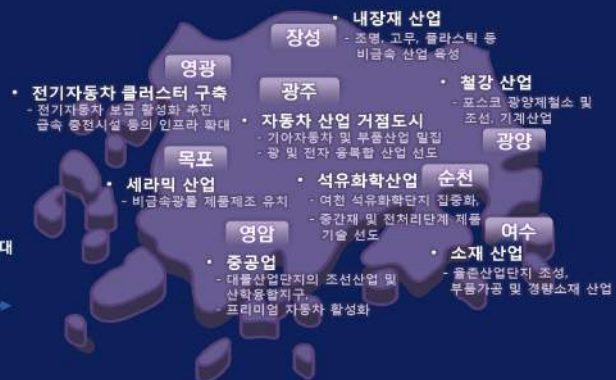 장성
• 내장재 산업
- 조명, 고무, 플라스틱 등
비금속 산업 육성
영광
• 전기자동차 클러스터 구축
- 전기자동차 보급 활성화 추진
급속 충전시설 등의 인프라 확대
광주
• 자동차 산업 거점도시
- 기아자동차 및 부품산업 밀집
- 광 및 전자 융복합 산업 선도
• 철강 산업
- 포스코 광양제철소 및
조선, 기계산업
광양
목포
• 세라믹 산업
- 비금속광물 제품제조 유치
순천
• 석유화학산업
- 여천 석유화학단지 집중화,
- 중간재 및 전처리단계 제품
기술 선도
영암
• 중공업
- 대불산업단지의 조선산업 및
산학융합지구,
- 프리미엄 자동차 활성화
여수
• 소재 산업
- 율촌산업단지 조성,
부품가공 및 경량소재 산업
대